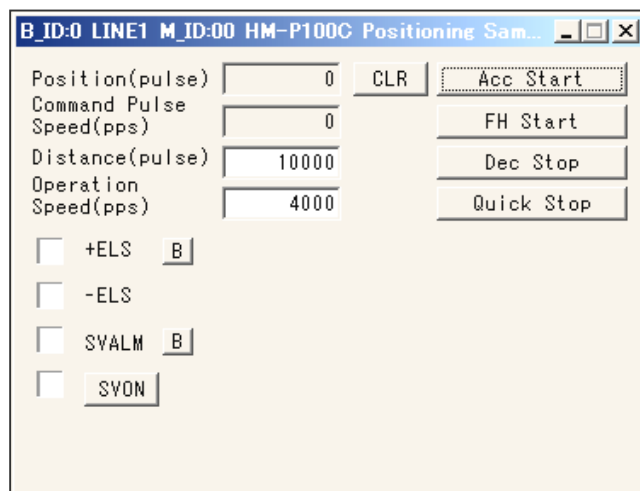 B_ID:0 LINE1 M_ID:00 HM-P100C Positioning Sam...
Position(pulse) 0 CLR Acc Start
Command Pulse
Speed(pps) 0 FH Start
Distance(pulse) 10000 Dec Stop
Operation
Speed(pps) 4000 Quick Stop
+ELS B
-ELS
SVALM B
SVON